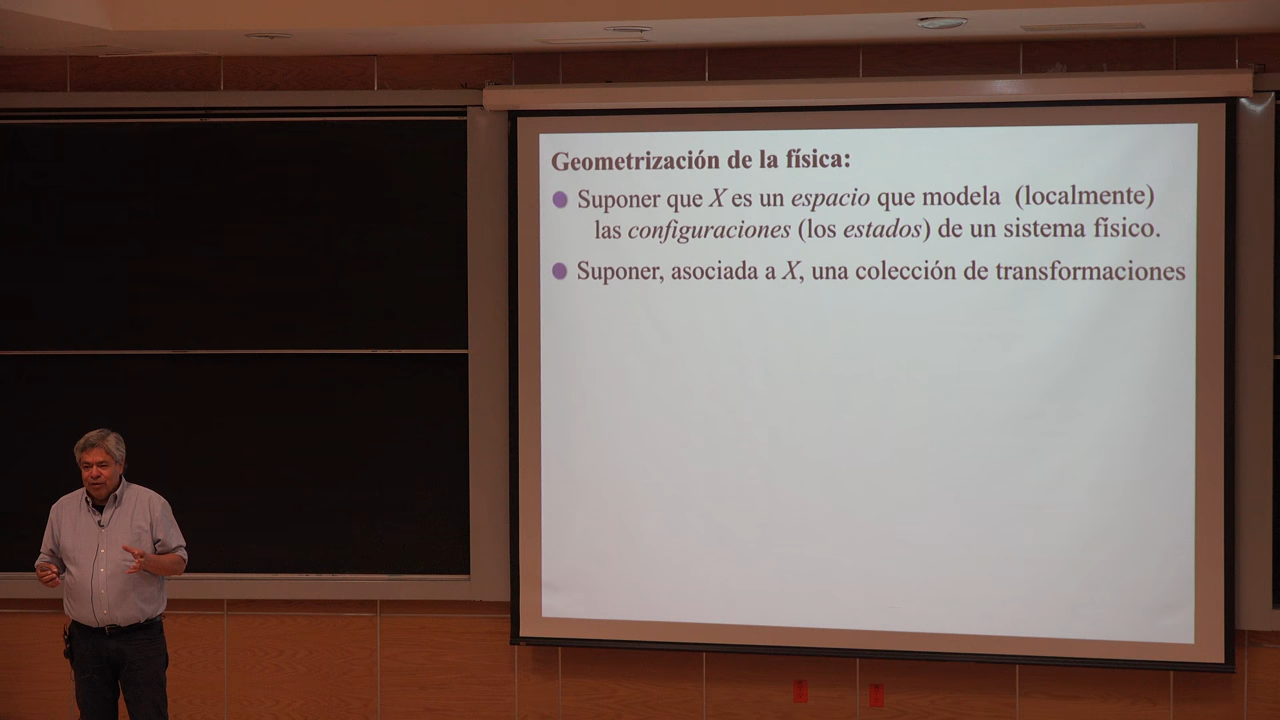 Geometrización de la física:
Suponer que X es un espacio que modela (localmente)
las configuraciones (los estados) de un sistema físico.
Suponer, asociada a X, una colección de transformaciones